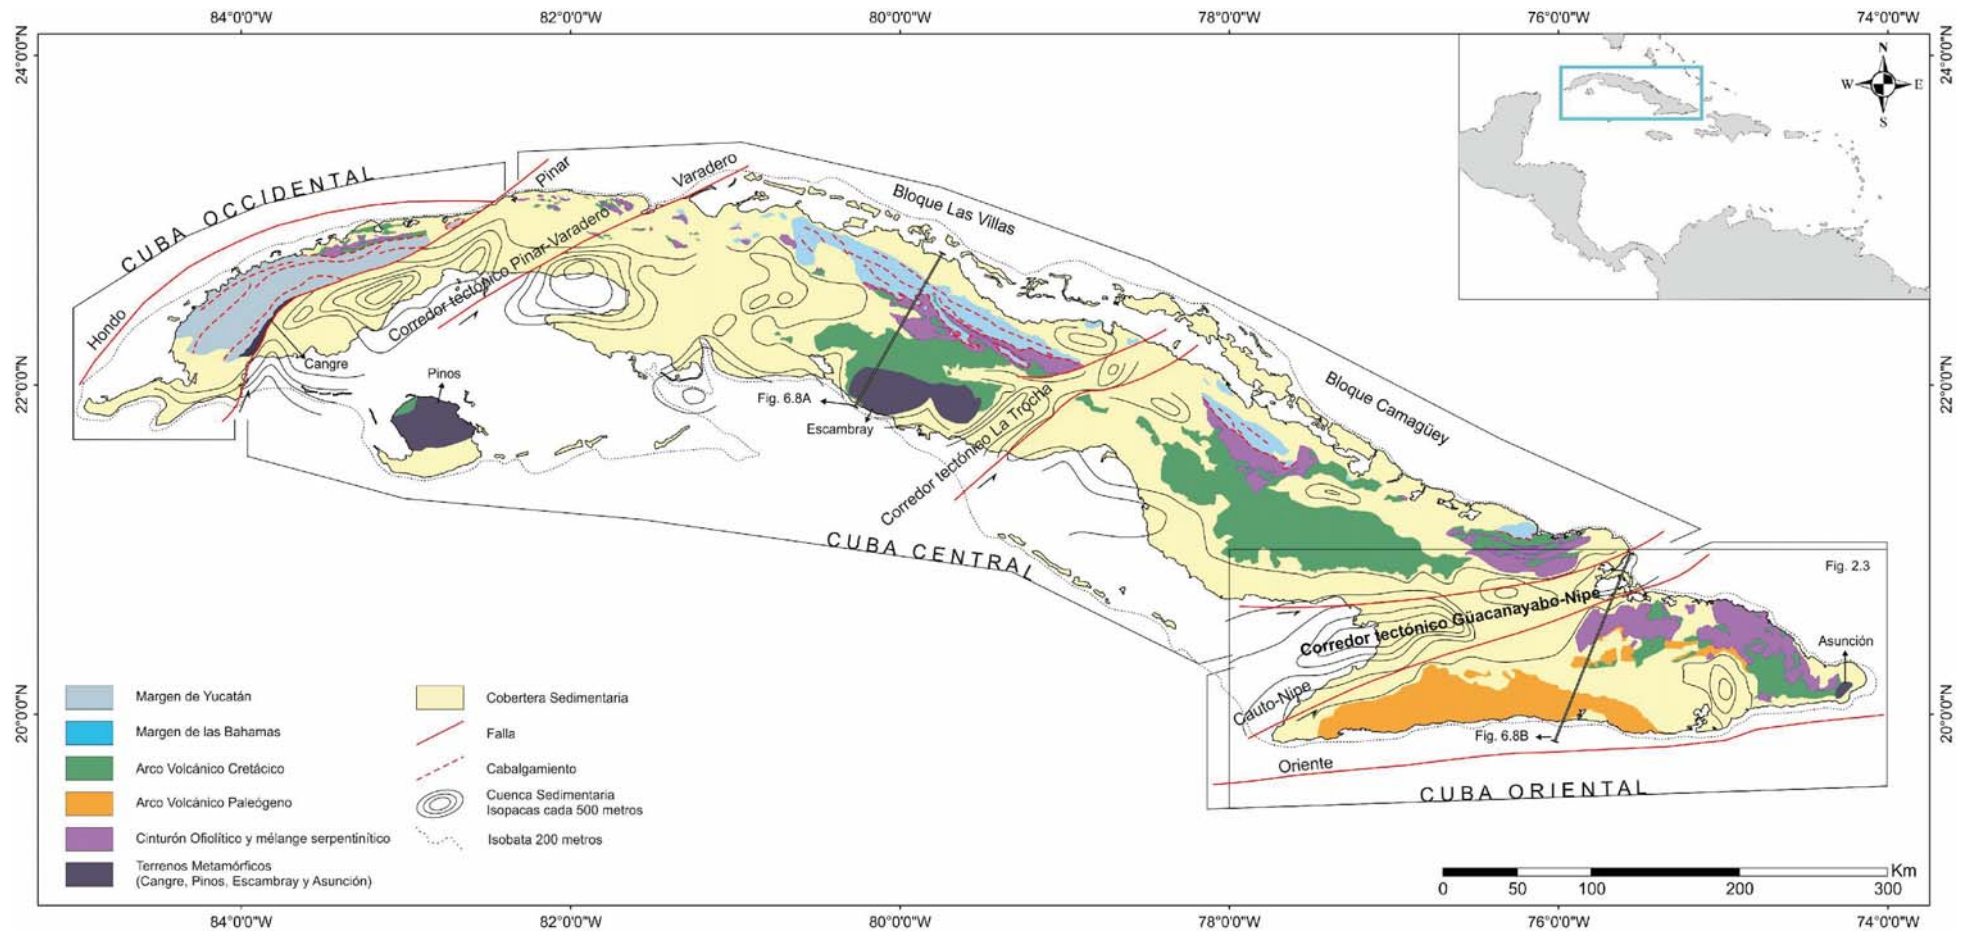 84°0'0"W
82°0'0"W
80°0'0"W
78°0'0"W
76°0'0"W
74°0'0"W
24°0'0"N
24°0'0"N
N
W
E
S
CUBA OCCIDENTAL
Pinar
Varadero
Bloque Las Villas
Hondo
Corredor tectónico Pinar-Varadero
22°0'0"N
22°0'0"N
Cangre
Pinos
Fig. 6.8A
Escambray
Corredor tectónico La Trocha
Bloque Camagüey
CUBA CENTRAL
Fig. 2.3
Corredor tectónico Güacanayabo-Nipe
Asunción
Cauto-Nipe
20°0'0"N
20°0'0"N
Fig. 6.8B
Oriente
CUBA ORIENTAL
Margen de Yucatán
Margen de las Bahamas
Arco Volcánico Cretácico
Arco Volcánico Paleógeno
Cinturón Ofiolítico y mélange serpentinítico
Terrenos Metamórficos
(Cangre, Pinos, Escambray y Asunción)
Cobertera Sedimentaria
Falla
Cabalgamiento
Cuenca Sedimentaria
Isopacas cada 500 metros
Isobata 200 metros
Km
0
50
100
200
300
84°0'0"W
82°0'0"W
80°0'0"W
78°0'0"W
76°0'0"W
74°0'0"W